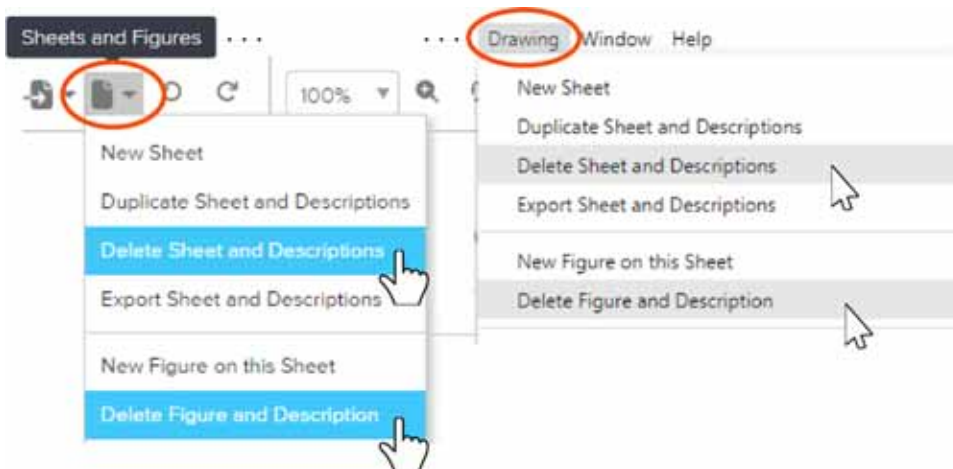 Sheets and Figures . . .
100%
New Sheet
Duplicate Sheet and Descriptions
Delete Sheet and Descriptions
Export Sheet and Descriptions
New Figure on this Sheet
Delete Figure and Description
. . . Drawing Window Help
New Sheet
Duplicate Sheet and Descriptions
Delete Sheet and Descriptions
Export Sheet and Descriptions
New Figure on this Sheet
Delete Figure and Description